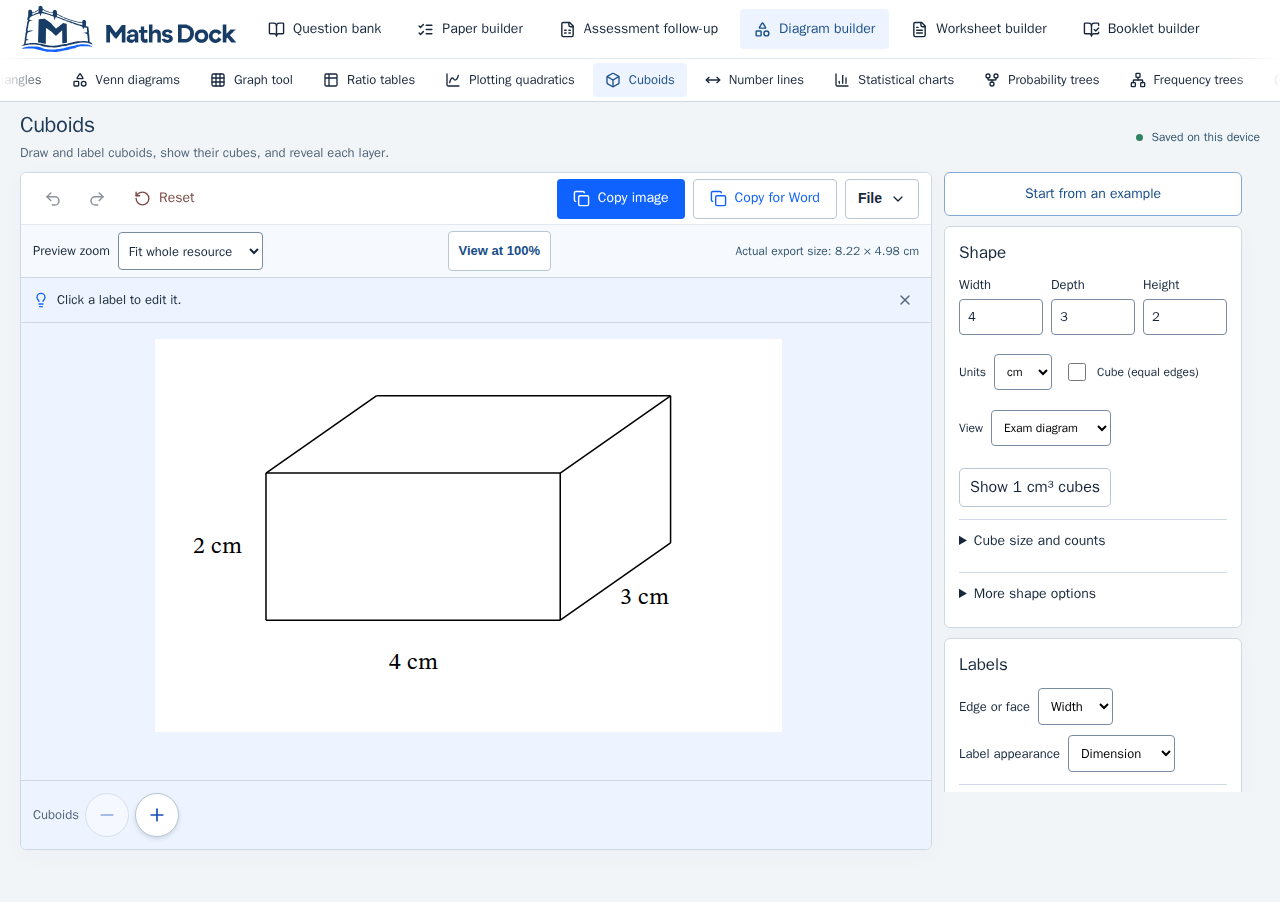 Maths Dock
Question bank
Paper builder
Assessment follow-up
Diagram builder
Worksheet builder
Booklet builder
angles
Venn diagrams
Graph tool
Ratio tables
Plotting quadratics
Cuboids
Number lines
Statistical charts
Probability trees
Frequency trees
Cuboids
Draw and label cuboids, show their cubes, and reveal each layer.
Saved on this device
Reset
Copy image
Copy for Word
File
Preview zoom
Fit whole resource
View at 100%
Actual export size: 8.22 × 4.98 cm
Click a label to edit it.
2 cm
3 cm
4 cm
Cuboids
Start from an example
Shape
Width
Depth
Height
4
3
2
Units
cm
Cube (equal edges)
View
Exam diagram
Show 1 cm³ cubes
Cube size and counts
More shape options
Labels
Edge or face
Width
Label appearance
Dimension